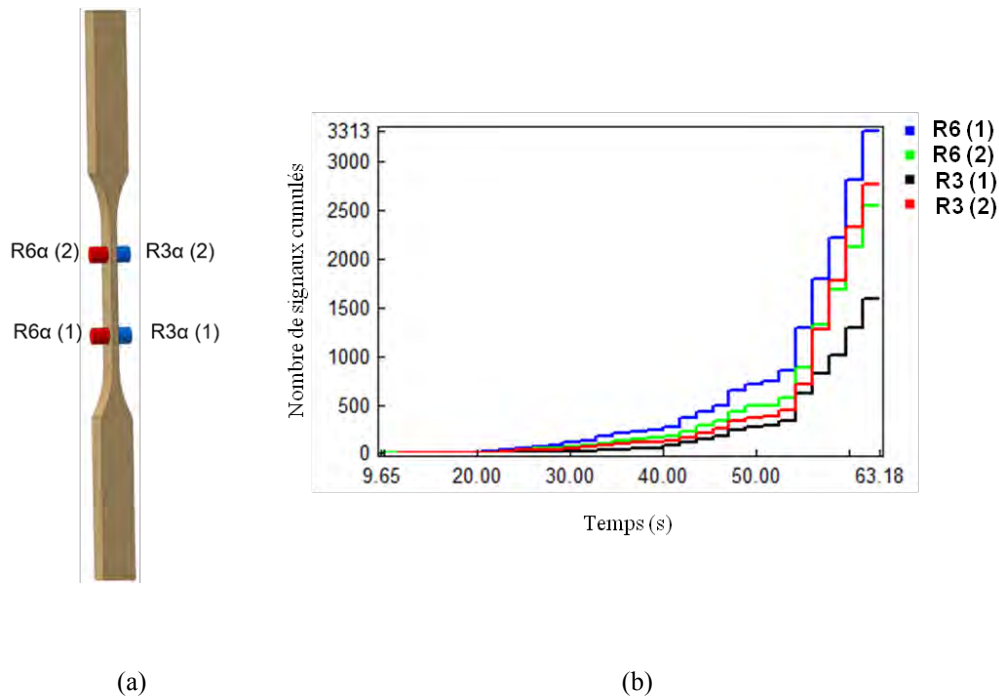 R6α (2)
R3α (2)
R6α (1)
R3α (1)
(a)
Nombre de signaux cumulés
3313
3000
2500
2000
1500
1000
500
0
9.65
20.00
30.00
40.00
50.00
63.18
Temps (s)
R6 (1)
R6 (2)
R3 (1)
R3 (2)
(b)